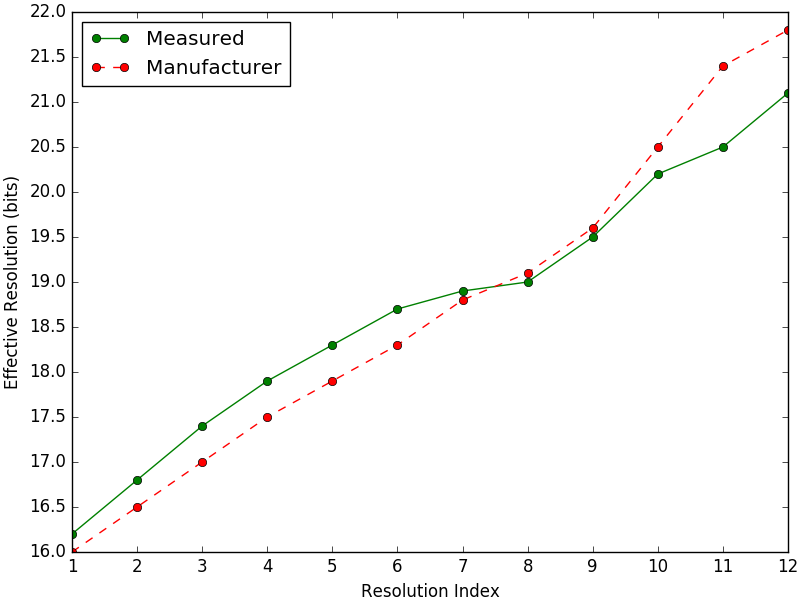 Measured
Manufacturer
22.0
21.5
21.0
20.5
20.0
19.5
19.0
18.5
18.0
17.5
17.0
16.5
16.0
Effective Resolution (bits)
1 2 3 4 5 6 7 8 9 10 11 12
Resolution Index